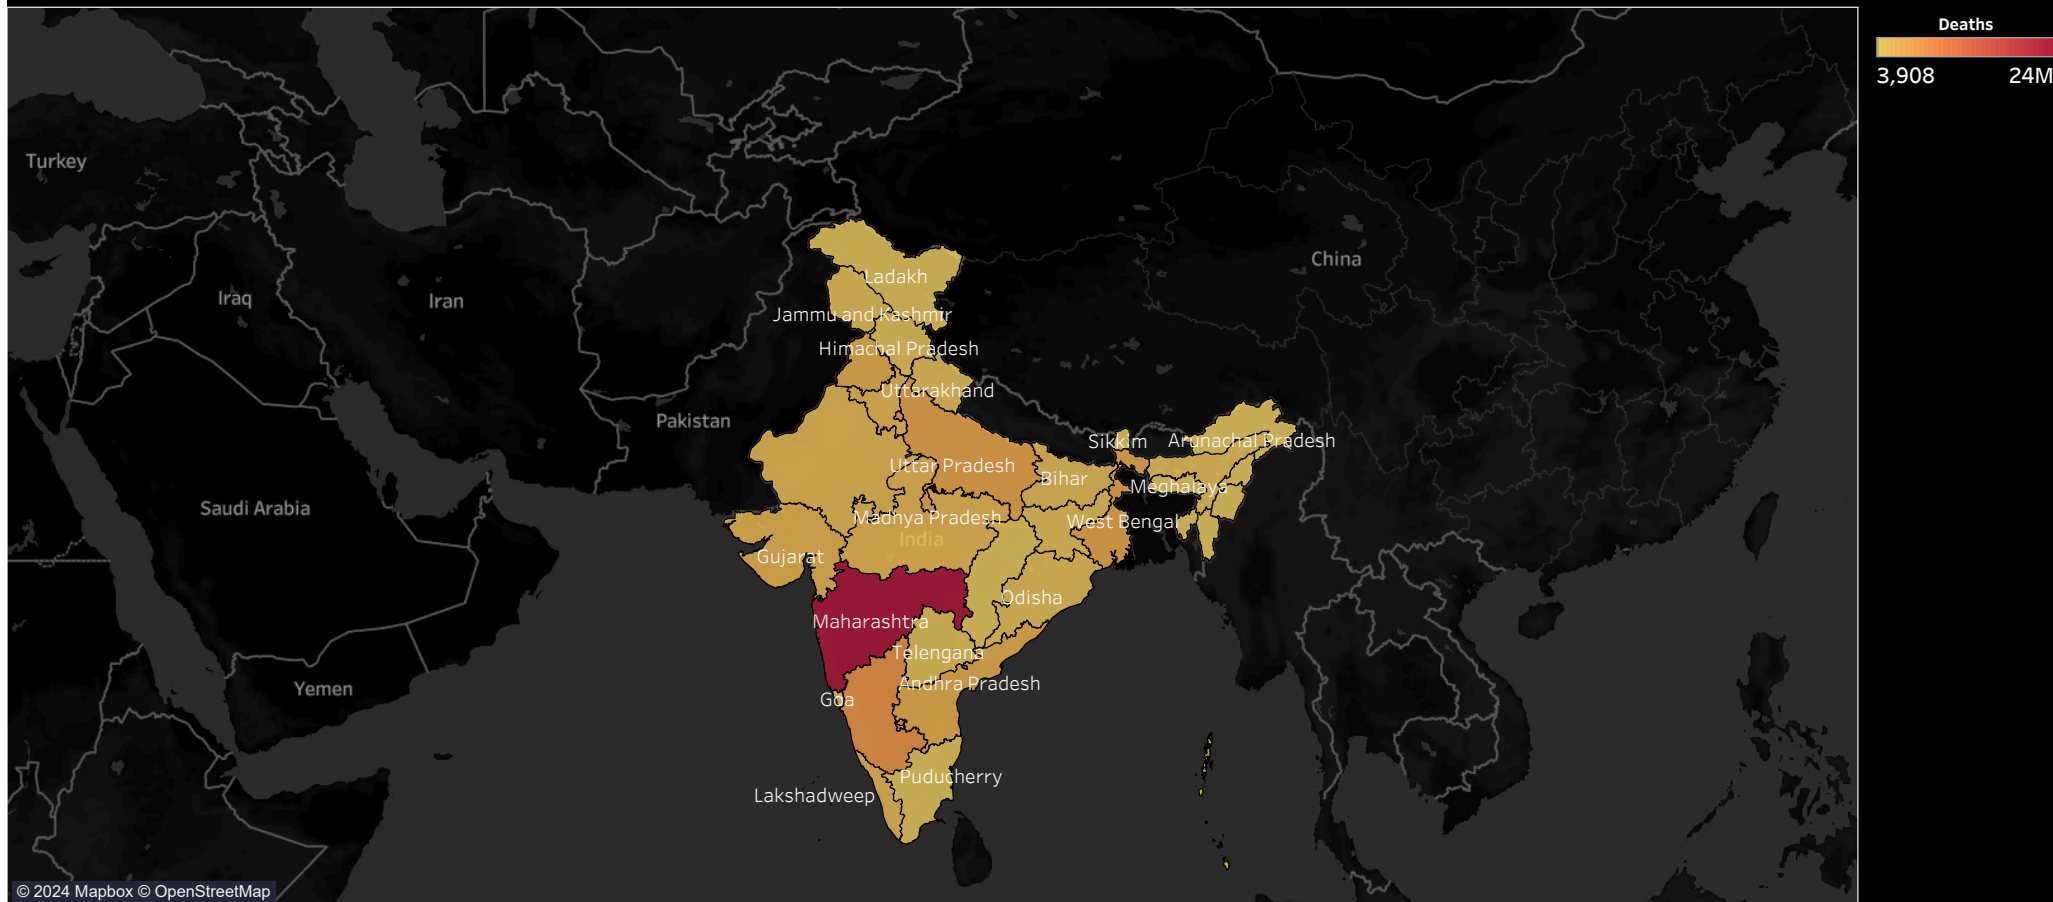 Deaths
3,908
24M
Turkey
Iraq
Iran
China
Ladakh
Jammu and Kashmir
Himachal Pradesh
Uttarakhand
Pakistan
Sikkim
Arunachal Pradesh
Uttar Pradesh
Bihar
Meghalaya
Saudi Arabia
Madhya Pradesh
West Bengal
India
Gujarat
Odisha
Maharashtra
Telengana
Andhra Pradesh
Yemen
Goa
Puducherry
Lakshadweep
© 2024 Mapbox © OpenStreetMap